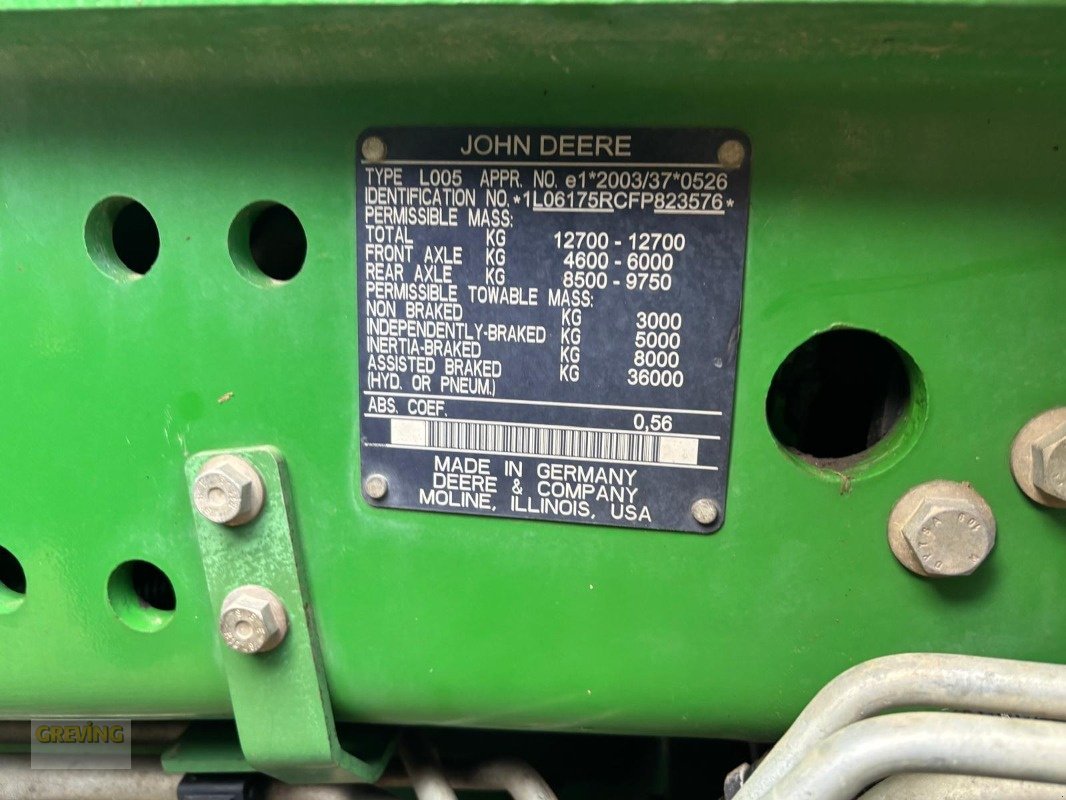 JOHN DEERE
TYPE L005 APPR. NO. e1*2003/37*0526
IDENTIFICATION NO. *1L06175RCFP823576*
PERMISSIBLE MASS:
TOTAL KG 12700 - 12700
FRONT AXLE KG 4600 - 6000
REAR AXLE KG 8500 - 9750
PERMISSIBLE TOWABLE MASS:
NON BRAKED KG 3000
INDEPENDENTLY-BRAKED KG 5000
INERTIA-BRAKED KG 8000
ASSISTED BRAKED KG 36000
(HYD. OR PNEUM.)
ABS. COEF. 0,56
MADE IN GERMANY
DEERE & COMPANY
MOLINE, ILLINOIS, USA
GREVING